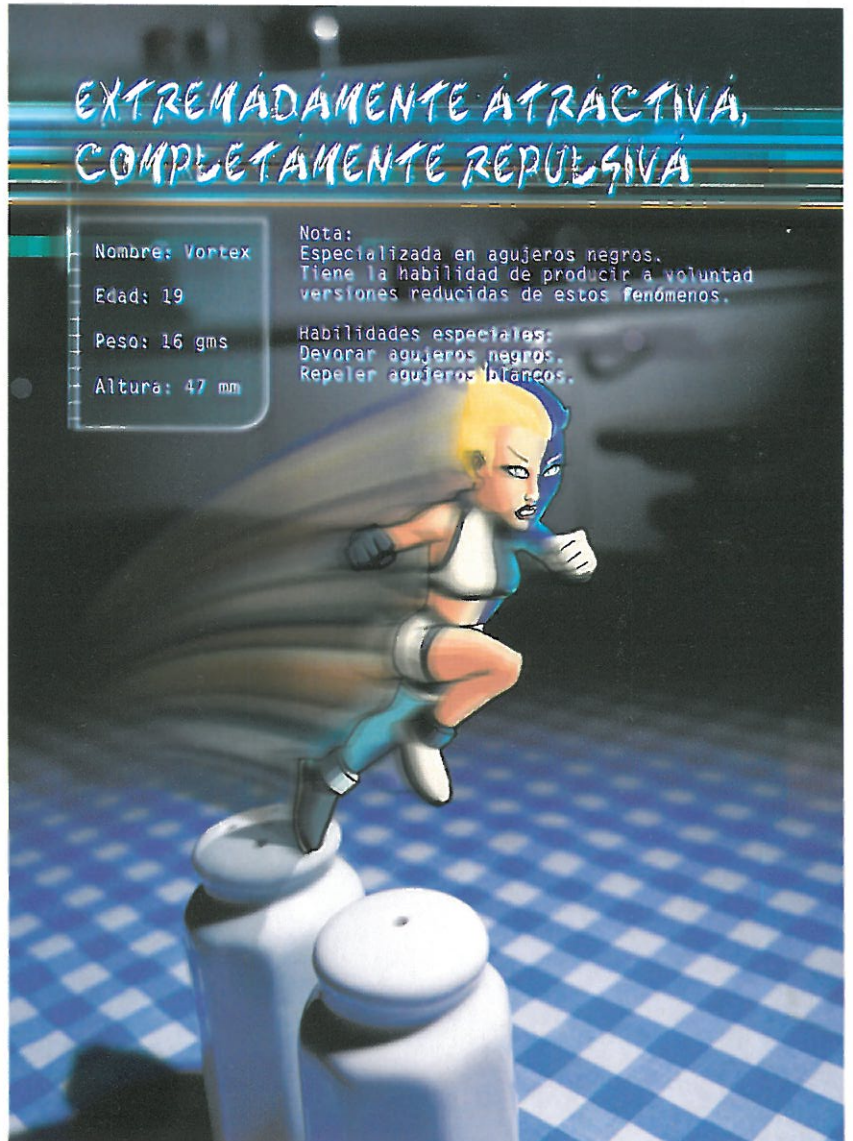 EXTREMADAMENTE ATRACTIVA,
COMPLETAMENTE REPULSIVA
Nombre: Vortex
Edad: 19
Peso: 16 gms
Altura: 47 mm
Nota:
Especializada en agujeros negros.
Tiene la habilidad de producir a voluntad
versiones reducidas de estos fenómenos.
Habilidades especiales:
Devorar agujeros negros.
Repeler agujeros blancos.